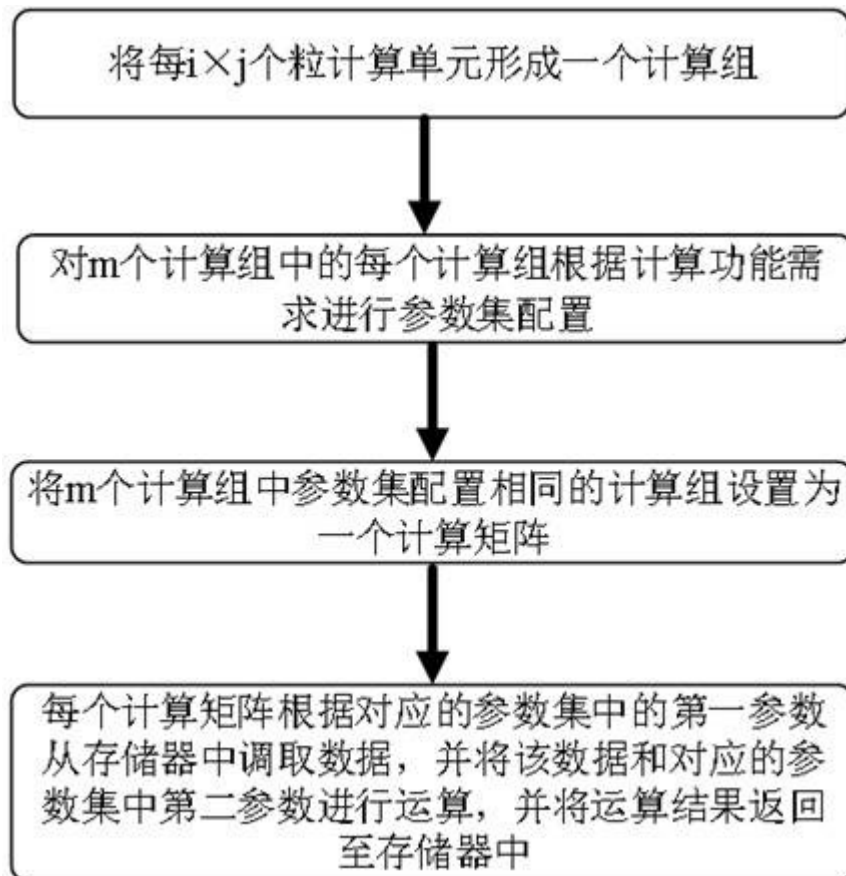 将每i×j个粒计算单元形成一个计算组
对m个计算组中的每个计算组根据计算功能需
求进行参数集配置
将m个计算组中参数集配置相同的计算组设置为
一个计算矩阵
每个计算矩阵根据对应的参数集中的第一参数
从存储器中调取数据，并将该数据和对应的参
数集中第二参数进行运算，并将运算结果返回
至存储器中